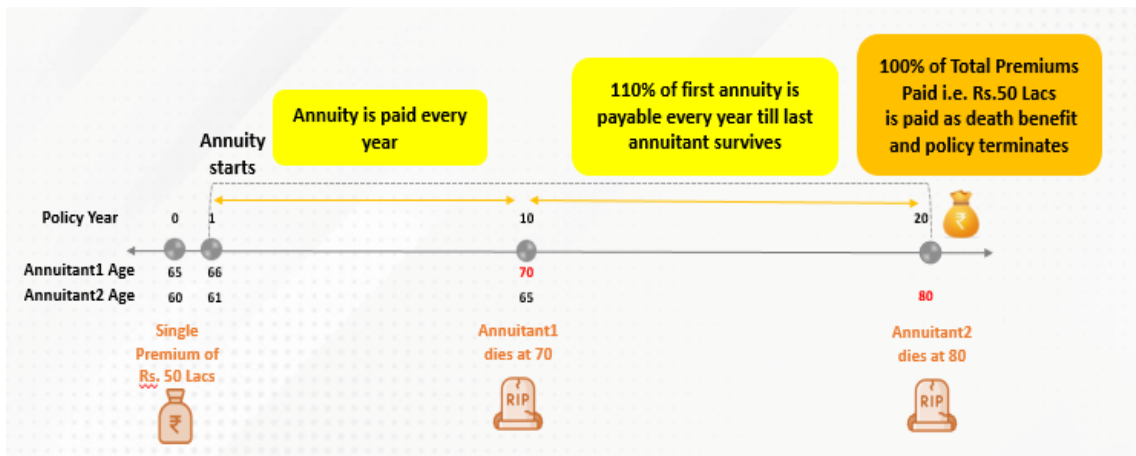 100% of Total Premiums
Paid i.e. Rs.50 Lacs
is paid as death benefit
and policy terminates
110% of first annuity is
payable every year till last
annuitant survives
Annuity is paid every
year
Annuity
starts
Policy Year 0 1 10 20
₹
Annuitant1 Age 65 66 70
Annuitant2 Age 60 61 65 80
Single
Premium of
Rs. 50 Lacs
₹
Annuitant1
dies at 70
RIP
Annuitant2
dies at 80
RIP